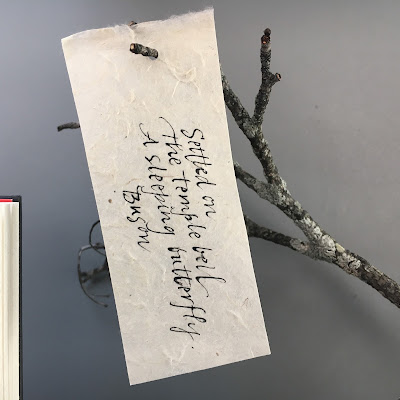 Settled on
the temple bell
A sleeping butterfly.
Buson